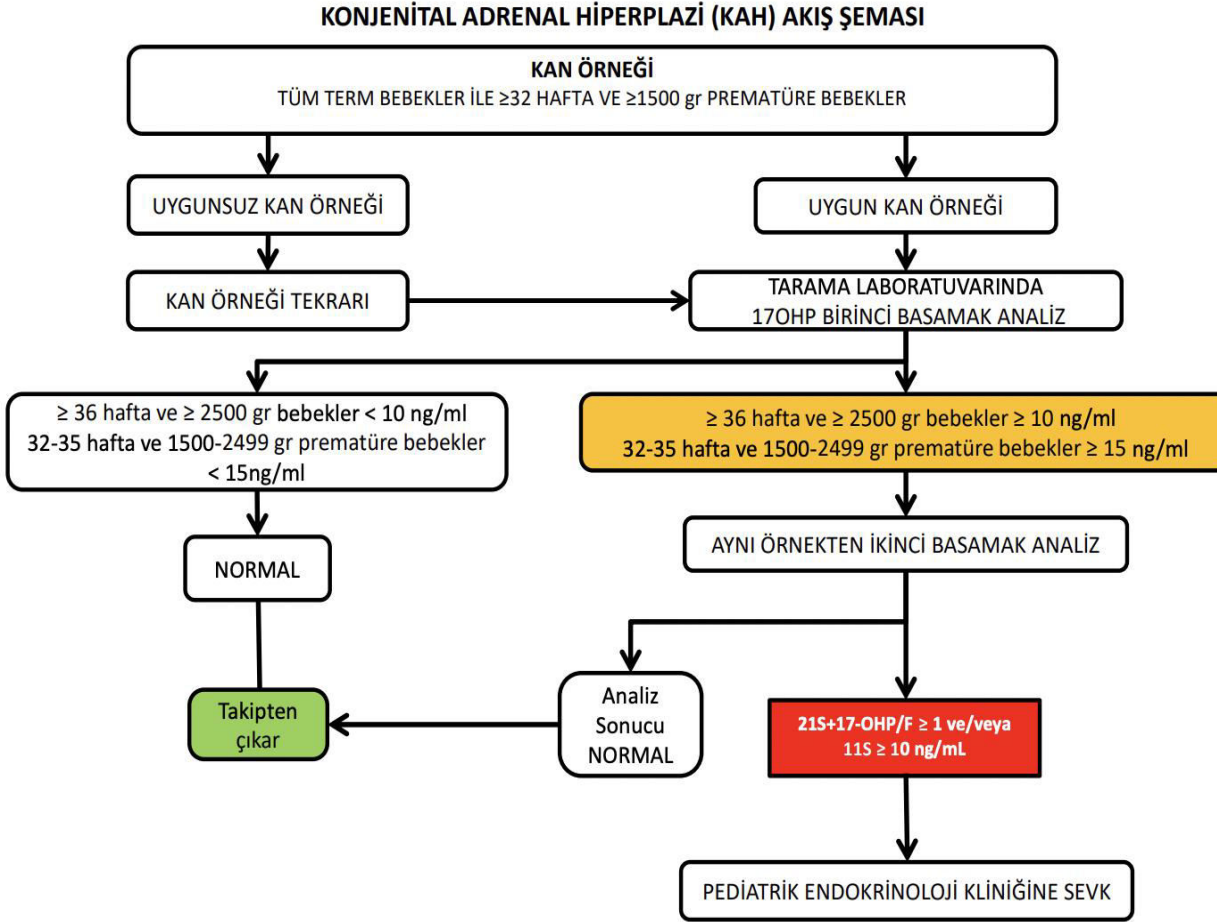 KONJENİTAL ADRENAL HİPERPLAZİ (KAH) AKIŞ ŞEMASI
KAN ÖRNEĞİ
TÜM TERM BEBEKLER İLE ≥32 HAFTA VE ≥1500 gr PREMATÜRE BEBEKLER
UYGUNSUZ KAN ÖRNEĞİ
UYGUN KAN ÖRNEĞİ
KAN ÖRNEĞİ TEKRARI
TARAMA LABORATUVARINDA
17OHP BİRİNCİ BASAMAK ANALİZ
≥ 36 hafta ve ≥ 2500 gr bebekler < 10 ng/ml
32-35 hafta ve 1500-2499 gr prematüre bebekler
< 15ng/ml
≥ 36 hafta ve ≥ 2500 gr bebekler ≥ 10 ng/ml
32-35 hafta ve 1500-2499 gr prematüre bebekler ≥ 15 ng/ml
NORMAL
AYNI ÖRNEKTEN İKİNCİ BASAMAK ANALİZ
Takipten
çıkar
Analiz
Sonucu
NORMAL
21S+17-OHP/F ≥ 1 ve/veya
11S ≥ 10 ng/mL
PEDİATRİK ENDOKRİNOLOJİ KLİNİĞİNE SEVK